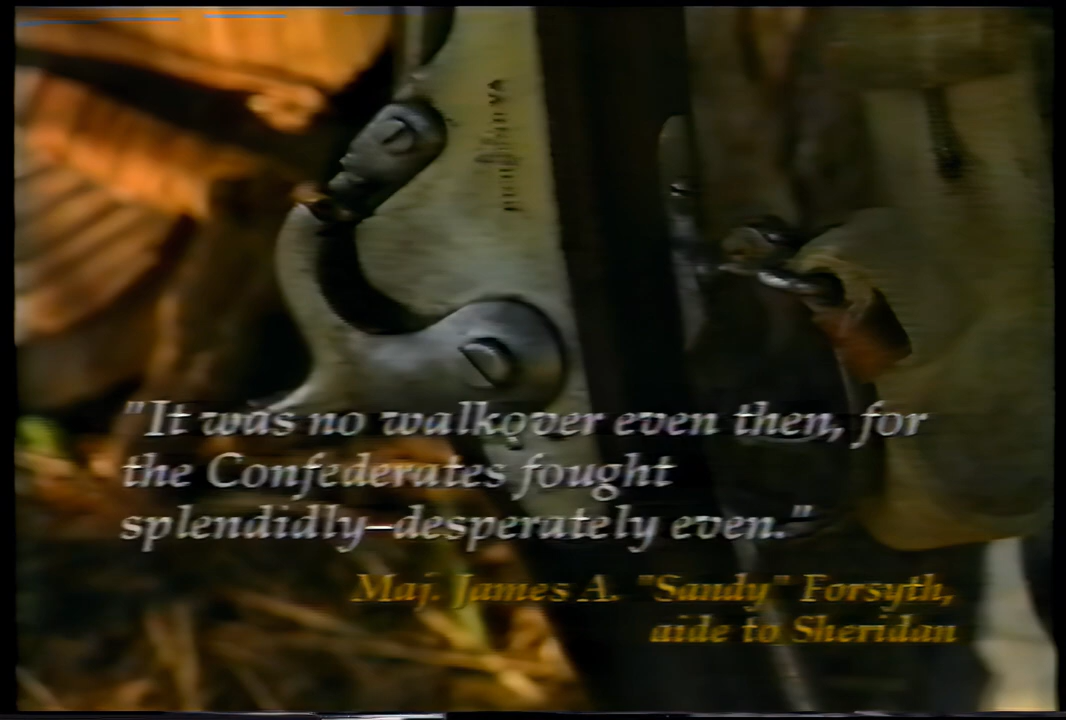 "It was no walkover even then, for
the Confederates fought
splendidly–desperately even."
Maj. James A. "Sandy" Forsyth,
aide to Sheridan